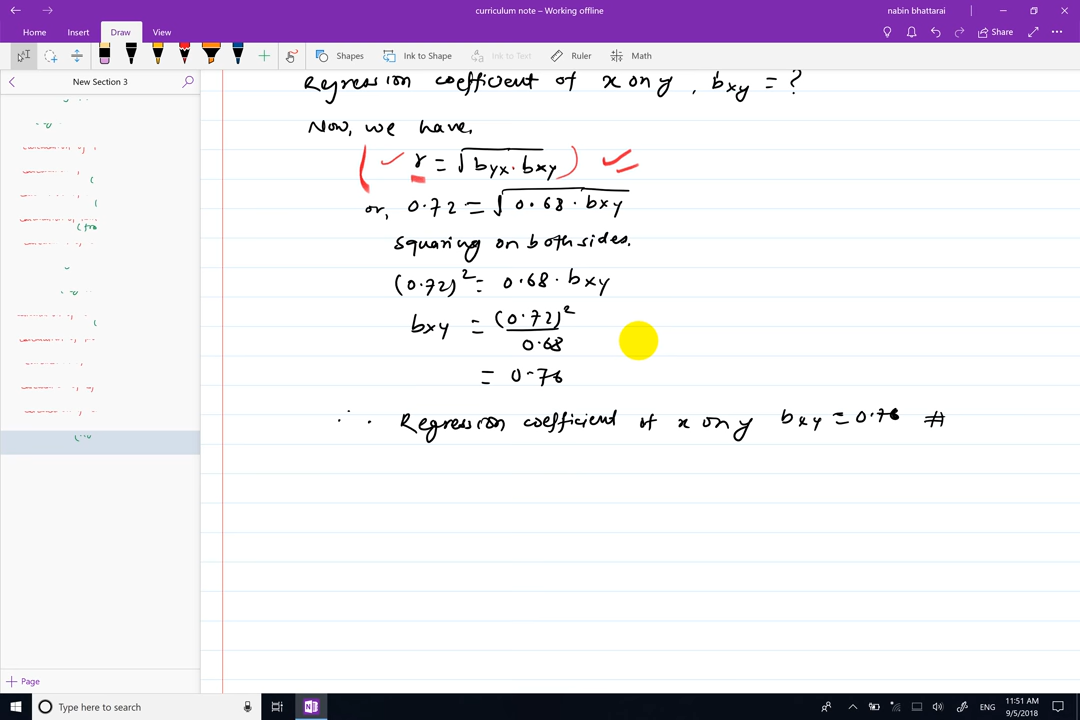 curriculum note – Working offline
nabin bhattarai
Home Insert Draw View
Share
Shapes Ink to Shape Ink to Text Ruler Math
New Section 3
Regression coefficient of x on y, bxy = ?
Now, we have,
( ✓ r = √byx · bxy ) ✓
or, 0.72 = √0.68 · bxy
squaring on both sides.
(0.72)² = 0.68 · bxy
bxy = (0.72)²
0.68
= 0.76
∴ Regression coefficient of x on y bxy = 0.76 #
+ Page
Type here to search
ENG
11:51 AM
9/5/2018